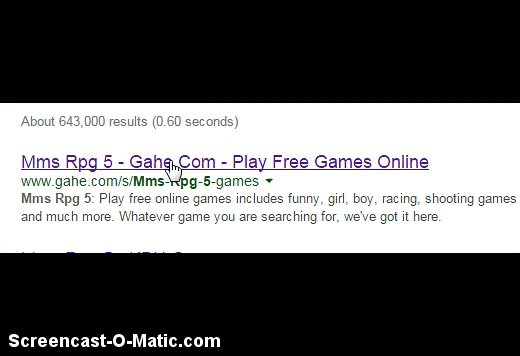 About 643,000 results (0.60 seconds)
Mms Rpg 5 - Gahe.Com - Play Free Games Online
www.gahe.com/s/Mms-Rpg-5-games
Mms Rpg 5: Play free online games includes funny, girl, boy, racing, shooting games
and much more. Whatever game you are searching for, we've got it here.
Screencast-O-Matic.com